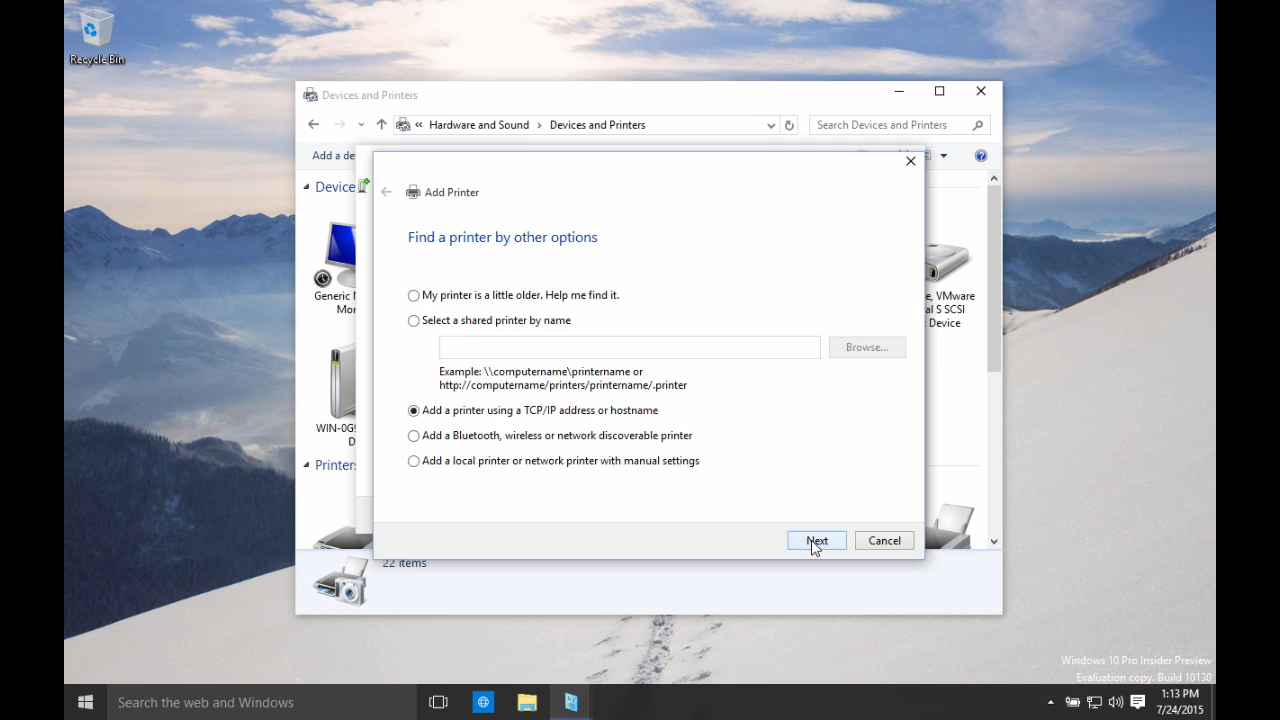 Recycle Bin
Devices and Printers
« Hardware and Sound › Devices and Printers
Search Devices and Printers
Add a de
Add Printer
Device
Find a printer by other options
Generic
Mo
My printer is a little older. Help me find it.
Select a shared printer by name
Browse...
Example: \\computername\printername or
http://computername/printers/printername/.printer
e, VMware
l S SCSI
Device
Add a printer using a TCP/IP address or hostname
Add a Bluetooth, wireless or network discoverable printer
WIN-0G
D
Add a local printer or network printer with manual settings
Printers
Next
Cancel
22 items
Windows 10 Pro Insider Preview
Evaluation copy. Build 10130
Search the web and Windows
1:13 PM
7/24/2015